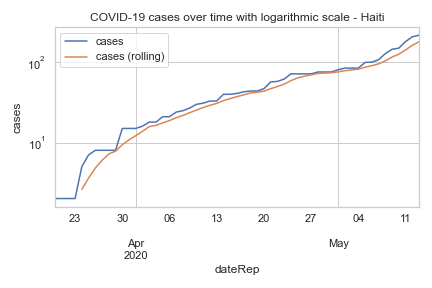 COVID-19 cases over time with logarithmic scale - Haiti
cases
cases (rolling)
10²
10¹
cases
23 30 06 13 20 27 04 11
Apr May
2020
dateRep